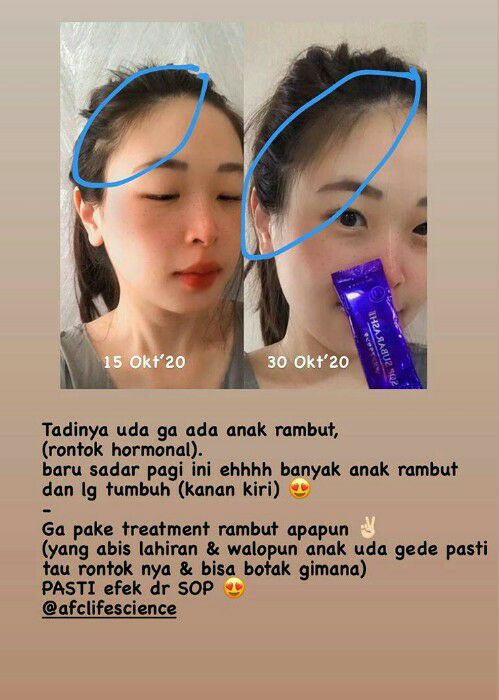 15 Okt'20
30 Okt'20
SOP SUBARASHI
Tadinya uda ga ada anak rambut,
(rontok hormonal).
baru sadar pagi ini ehhhh banyak anak rambut
dan lg tumbuh (kanan kiri) 😍
-
Ga pake treatment rambut apapun ✌🏻
(yang abis lahiran & walopun anak uda gede pasti
tau rontok nya & bisa botak gimana)
PASTI efek dr SOP 😍
@afclifescience